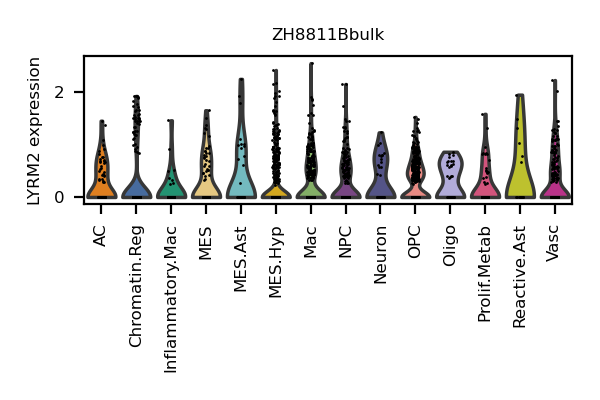 ZH8811Bbulk
LYRM2 expression
2
0
AC
Chromatin.Reg
Inflammatory.Mac
MES
MES.Ast
MES.Hyp
Mac
NPC
Neuron
OPC
Oligo
Prolif.Metab
Reactive.Ast
Vasc